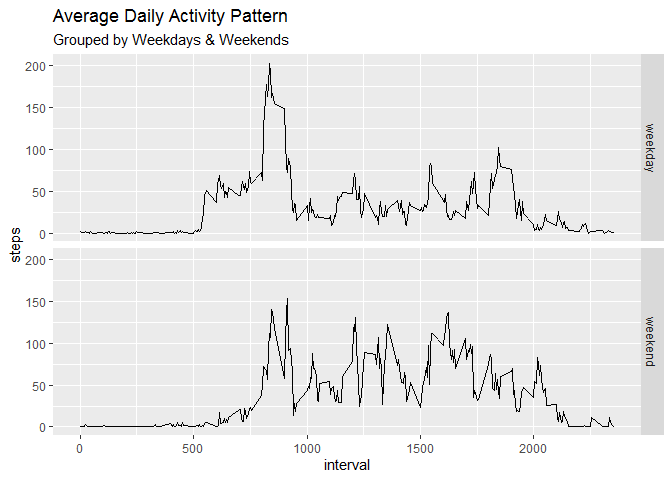 Average Daily Activity Pattern
Grouped by Weekdays & Weekends
200
150
100
50
0
weekday
steps
200
150
100
50
0
weekend
0
500
1000
1500
2000
interval